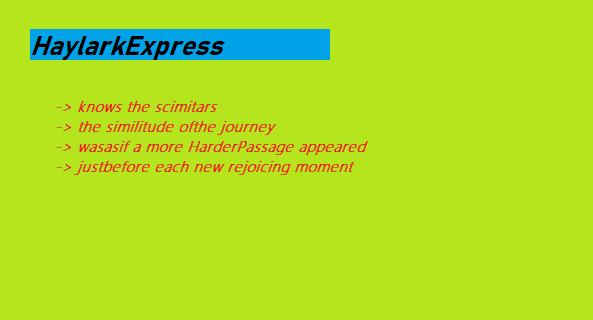 HaylarkExpress
-> knows the scimitars
-> the similitude ofthe journey
-> wasasif a more HarderPassage appeared
-> justbefore each new rejoicing moment